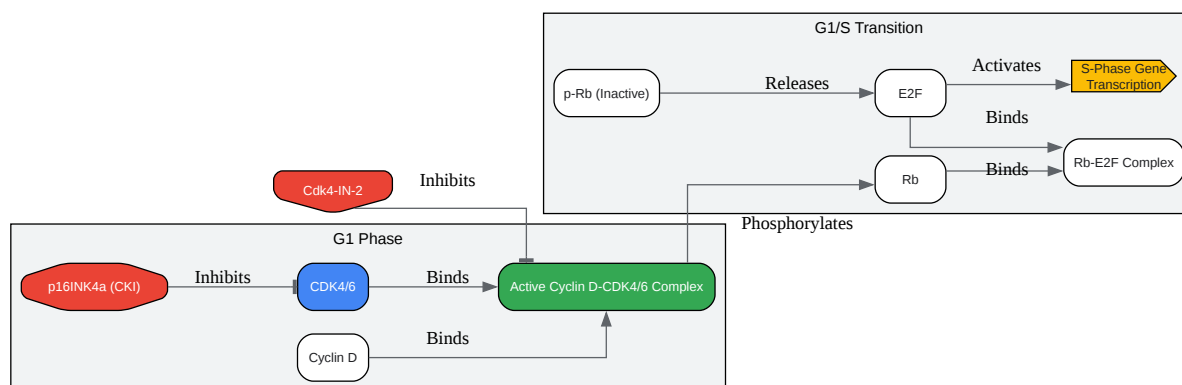 G1/S Transition
Activates
S-Phase Gene
Transcription
p-Rb (Inactive)
Releases
E2F
Binds
Rb-E2F Complex
Binds
Rb
Cdk4-IN-2
Inhibits
Phosphorylates
G1 Phase
p16INK4a (CKI)
Inhibits
CDK4/6
Binds
Active Cyclin D-CDK4/6 Complex
Cyclin D
Binds